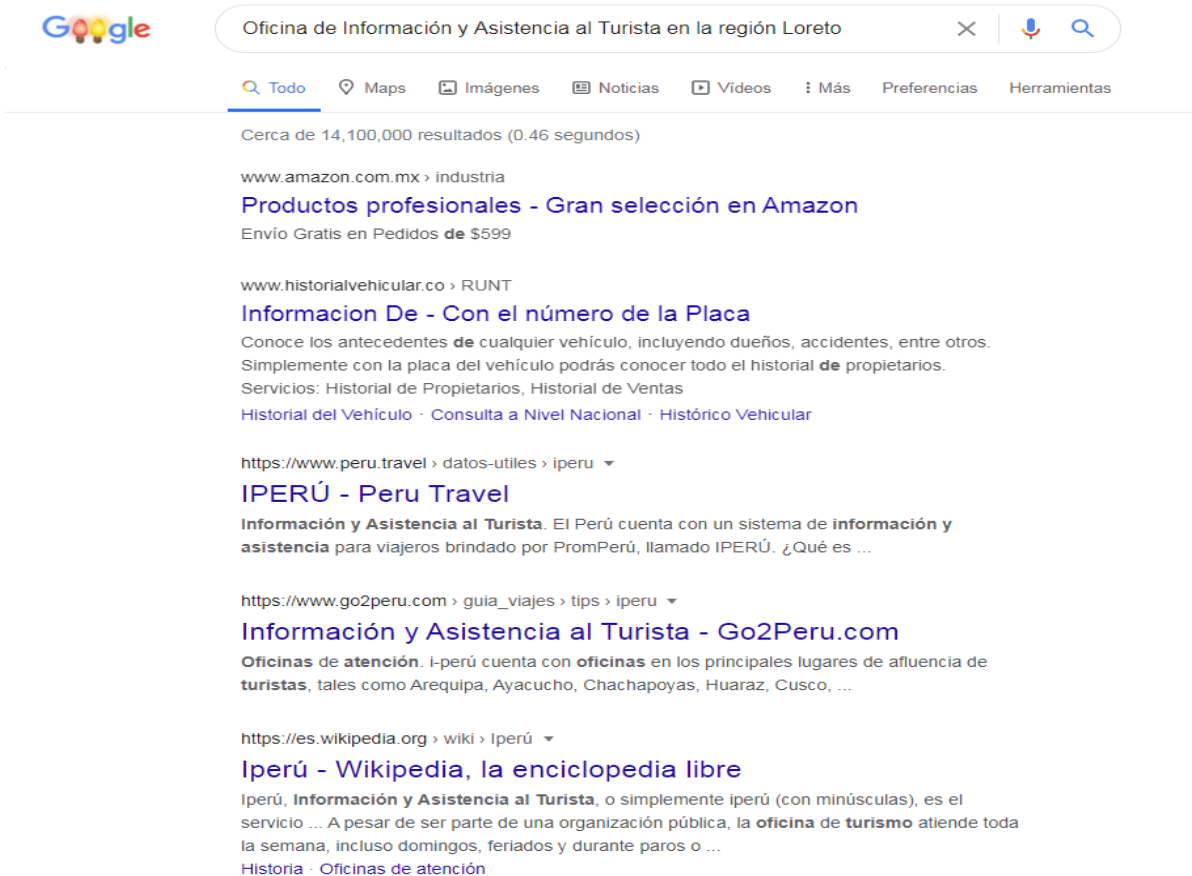 Google
Oficina de Información y Asistencia al Turista en la región Loreto
Todo Maps Imágenes Noticias Vídeos Más Preferencias Herramientas
Cerca de 14,100,000 resultados (0.46 segundos)
www.amazon.com.mx › industria
Productos profesionales - Gran selección en Amazon
Envío Gratis en Pedidos de $599
www.historialvehicular.co › RUNT
Informacion De - Con el número de la Placa
Conoce los antecedentes de cualquier vehículo, incluyendo dueños, accidentes, entre otros.
Simplemente con la placa del vehículo podrás conocer todo el historial de propietarios.
Servicios: Historial de Propietarios, Historial de Ventas
Historial del Vehículo · Consulta a Nivel Nacional · Histórico Vehicular
https://www.peru.travel › datos-utiles › iperu
IPERÚ - Peru Travel
Información y Asistencia al Turista. El Perú cuenta con un sistema de información y
asistencia para viajeros brindado por PromPerú, llamado IPERÚ. ¿Qué es ...
https://www.go2peru.com › guia_viajes › tips › iperu
Información y Asistencia al Turista - Go2Peru.com
Oficinas de atención. i-perú cuenta con oficinas en los principales lugares de afluencia de
turistas, tales como Arequipa, Ayacucho, Chachapoyas, Huaraz, Cusco, ...
https://es.wikipedia.org › wiki › Iperú
Iperú - Wikipedia, la enciclopedia libre
Iperú, Información y Asistencia al Turista, o simplemente iperú (con minúsculas), es el
servicio ... A pesar de ser parte de una organización pública, la oficina de turismo atiende toda
la semana, incluso domingos, feriados y durante paros o ...
Historia · Oficinas de atención